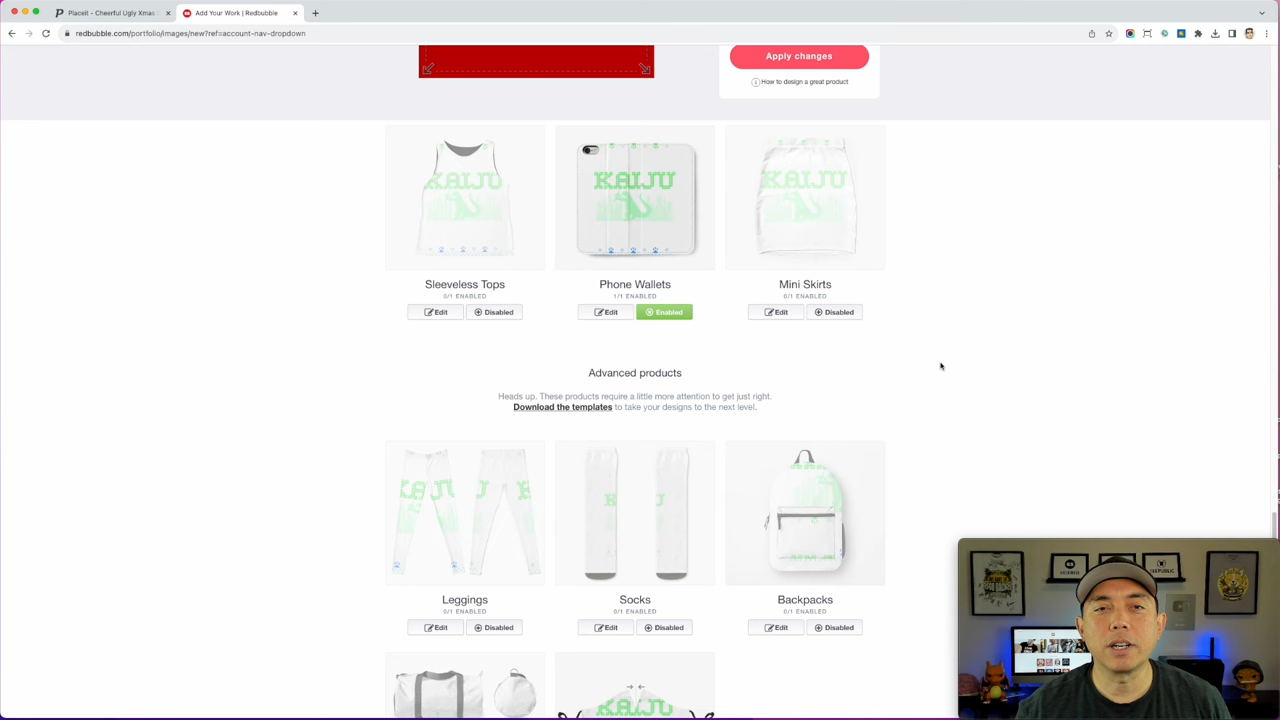 Placeit - Cheerful Ugly Xmas
Add Your Work | Redbubble
redbubble.com/portfolio/images/new?ref=account-nav-dropdown
Apply changes
How to design a great product
KAIJU
KAIJU
KAIJU
Sleeveless Tops
Phone Wallets
Mini Skirts
0/1 ENABLED
1/1 ENABLED
0/1 ENABLED
Edit
Disabled
Edit
Enabled
Edit
Disabled
Advanced products
Heads up. These products require a little more attention to get just right.
Download the templates to take your designs to the next level.
Leggings
Socks
Backpacks
0/1 ENABLED
0/1 ENABLED
0/1 ENABLED
Edit
Disabled
Edit
Disabled
Edit
Disabled
KAIJU